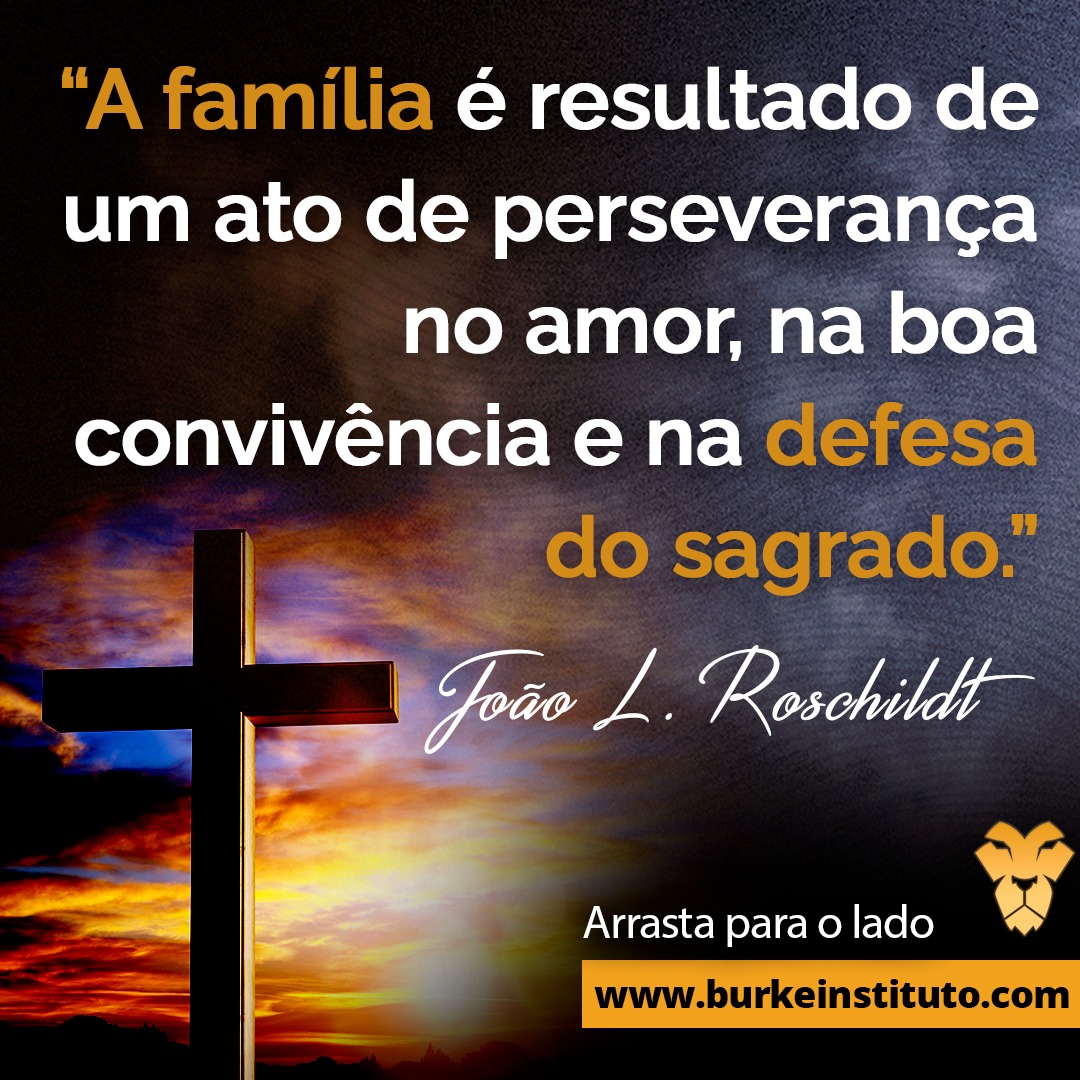 “A família é resultado de
um ato de perseverança
no amor, na boa
convivência e na defesa
do sagrado.”
João L. Roschildt
Arrasta para o lado
www.burkeinstituto.com